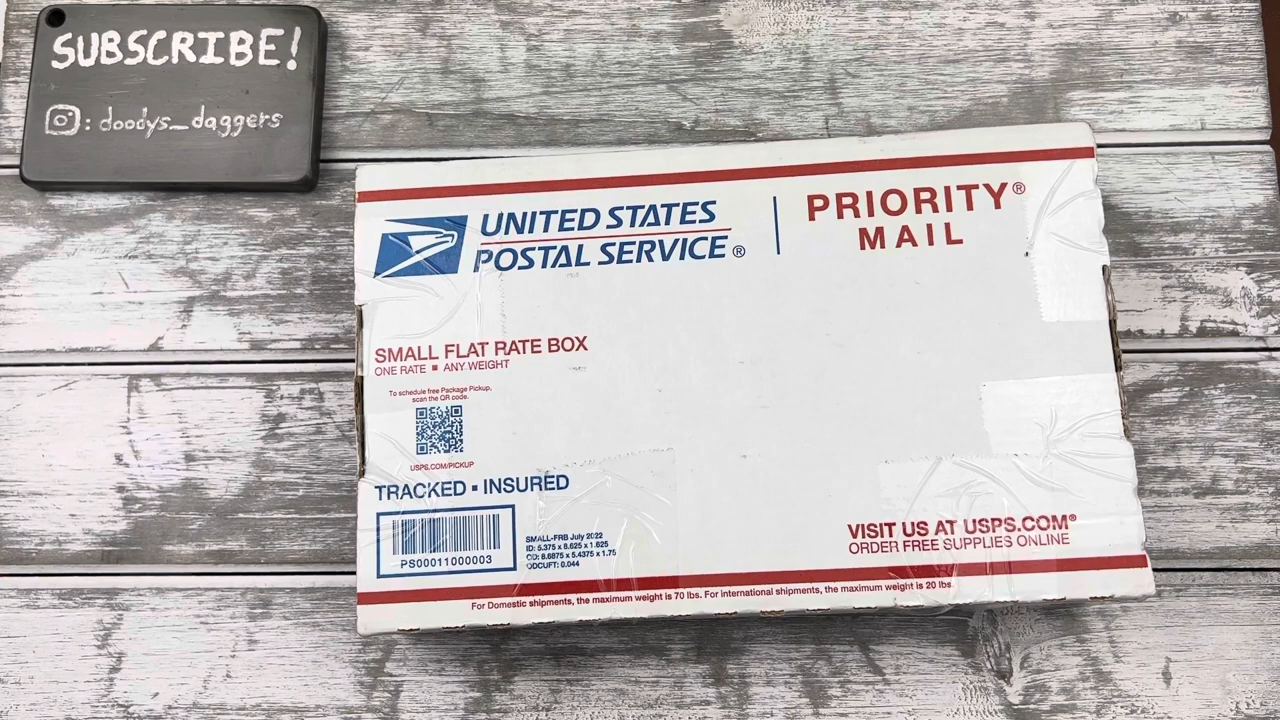 SUBSCRIBE!
: doodys_daggers
UNITED STATES
POSTAL SERVICE®
PRIORITY®
MAIL
SMALL FLAT RATE BOX
ONE RATE ▪ ANY WEIGHT
To schedule free Package Pickup,
scan the QR code.
USPS.COM/PICKUP
TRACKED ▪ INSURED
PS00011000003
SMALL-FRB July 2022
ID: 5.375 x 8.625 x 1.625
OD: 8.6875 x 5.4375 x 1.75
ODCUFT: 0.044
VISIT US AT USPS.COM®
ORDER FREE SUPPLIES ONLINE
For Domestic shipments, the maximum weight is 70 lbs. For international shipments, the maximum weight is 20 lbs.